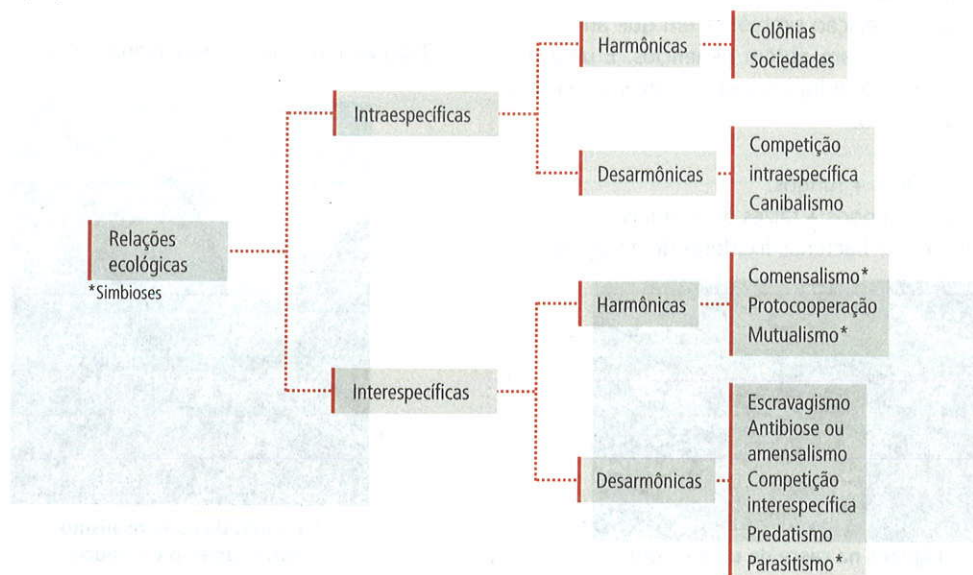 Relações
ecológicas
*Simbioses
Intraespecíficas
Harmônicas
Colônias
Sociedades
Desarmônicas
Competição
intraespecífica
Canibalismo
Interespecíficas
Harmônicas
Comensalismo*
Protocooperação
Mutualismo*
Desarmônicas
Escravagismo
Antibiose ou
amensalismo
Competição
interespecífica
Predatismo
Parasitismo*